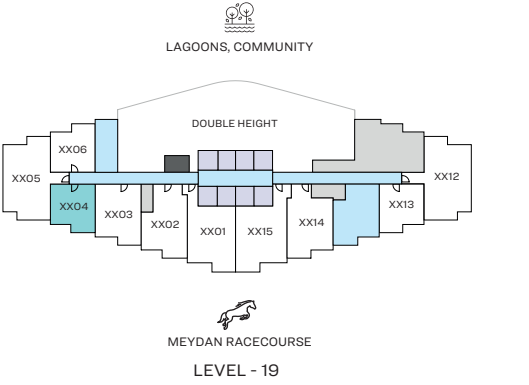 LAGOONS, COMMUNITY
DOUBLE HEIGHT
XX06
XX05
XX12
XX04
XX03
XX02
XX01
XX15
XX14
XX13
MEYDAN RACECOURSE
LEVEL - 19